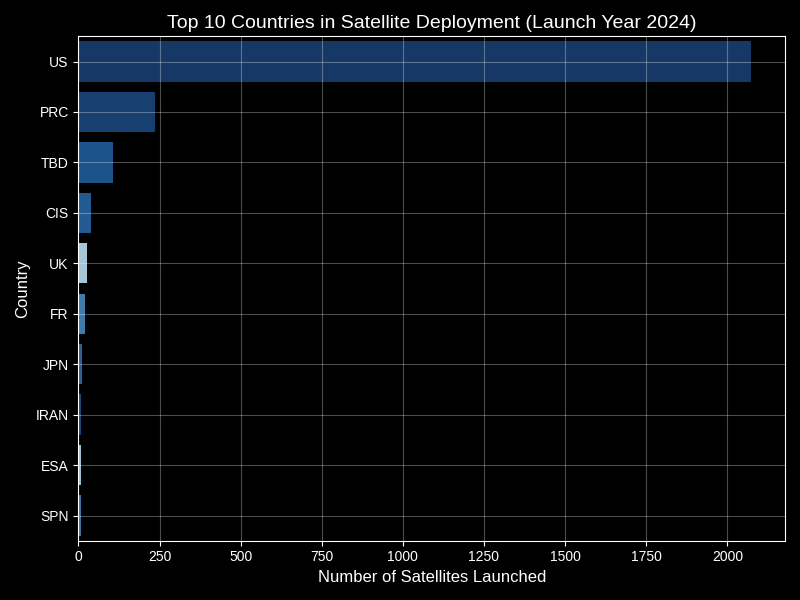 Top 10 Countries in Satellite Deployment (Launch Year 2024)
US
PRC
TBD
CIS
UK
FR
JPN
IRAN
ESA
SPN
Country
0 250 500 750 1000 1250 1500 1750 2000
Number of Satellites Launched